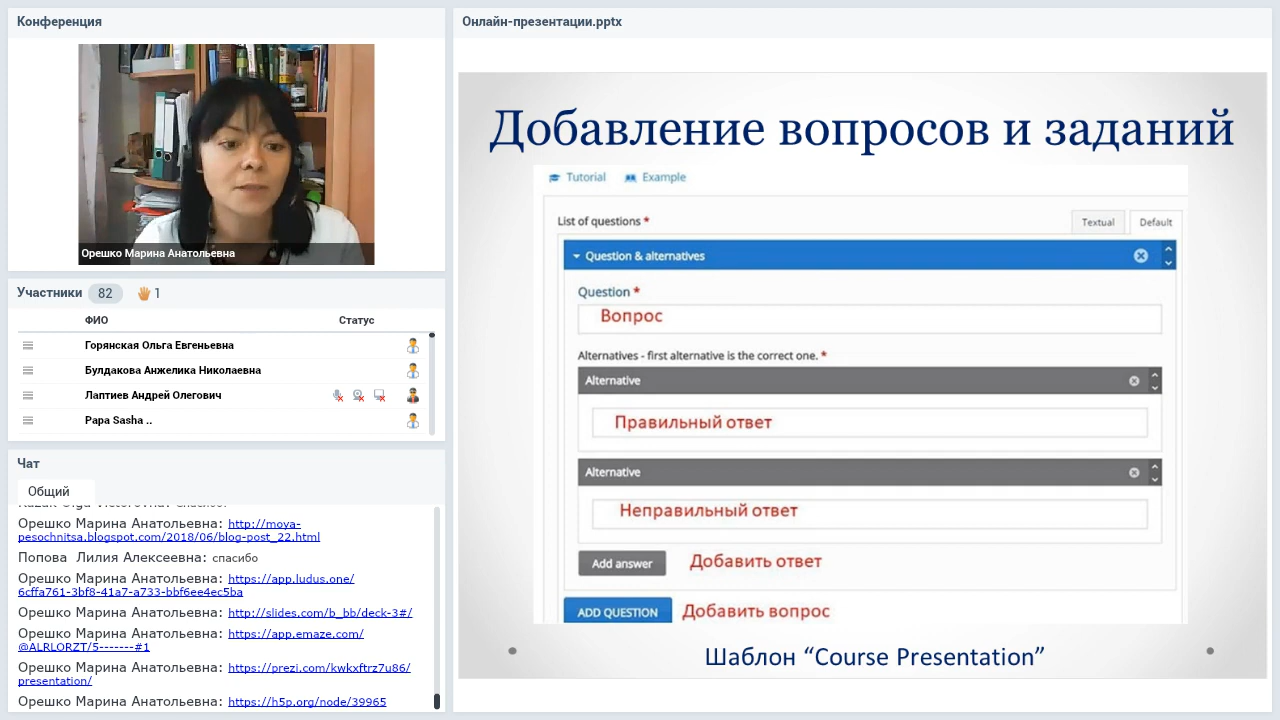 Конференция
Орешко Марина Анатольевна
Участники 82 1
ФИО Статус
Горянская Ольга Евгеньевна
Булдакова Анжелика Николаевна
Лаптиев Андрей Олегович
Papa Sasha ..
Чат
Общий
Орешко Марина Анатольевна: http://moya-
pesochnitsa.blogspot.com/2018/06/blog-post_22.html
Попова Лилия Алексеевна: спасибо
Орешко Марина Анатольевна: https://app.ludus.one/
6cffa761-3bf8-41a7-a733-bbf6ee4ec5ba
Орешко Марина Анатольевна: http://slides.com/b_bb/deck-3#/
Орешко Марина Анатольевна: https://app.emaze.com/
@ALRLORZT/5-------#1
Орешко Марина Анатольевна: https://prezi.com/kwkxftrz7u86/
presentation/
Орешко Марина Анатольевна: https://h5p.org/node/39965
Онлайн-презентации.pptx
Добавление вопросов и заданий
Tutorial Example
List of questions *
Textual Default
Question & alternatives
Question *
Вопрос
Alternatives - first alternative is the correct one. *
Alternative
Правильный ответ
Alternative
Неправильный ответ
Add answer Добавить ответ
ADD QUESTION Добавить вопрос
Шаблон “Course Presentation”